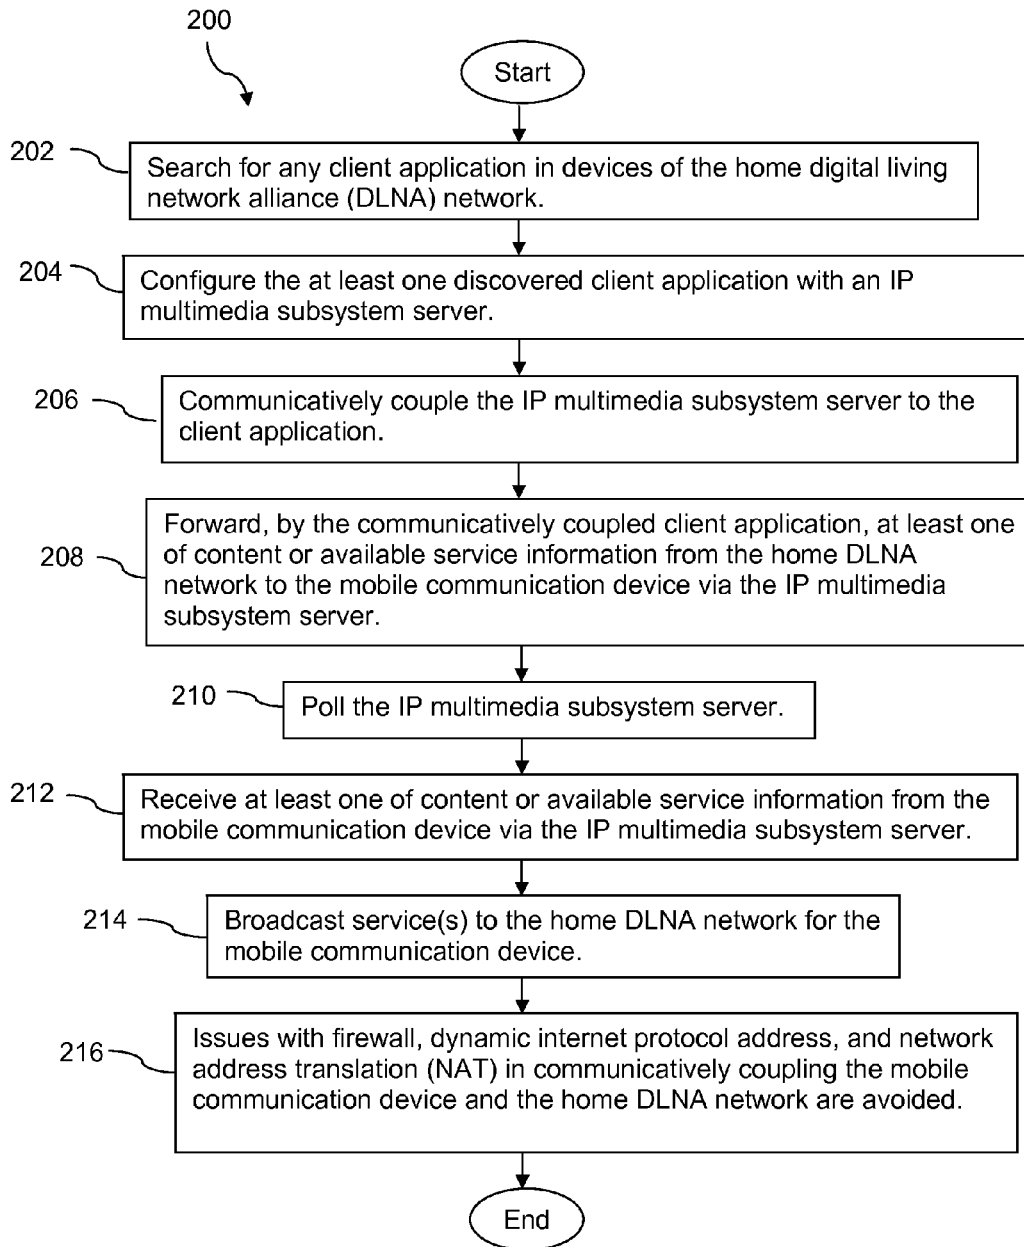 200
Start
202
Search for any client application in devices of the home digital living
network alliance (DLNA) network.
204
Configure the at least one discovered client application with an IP
multimedia subsystem server.
206
Communicatively couple the IP multimedia subsystem server to the
client application.
208
Forward, by the communicatively coupled client application, at least one
of content or available service information from the home DLNA
network to the mobile communication device via the IP multimedia
subsystem server.
210
Poll the IP multimedia subsystem server.
212
Receive at least one of content or available service information from the
mobile communication device via the IP multimedia subsystem server.
214
Broadcast service(s) to the home DLNA network for the
mobile communication device.
216
Issues with firewall, dynamic internet protocol address, and network
address translation (NAT) in communicatively coupling the mobile
communication device and the home DLNA network are avoided.
End